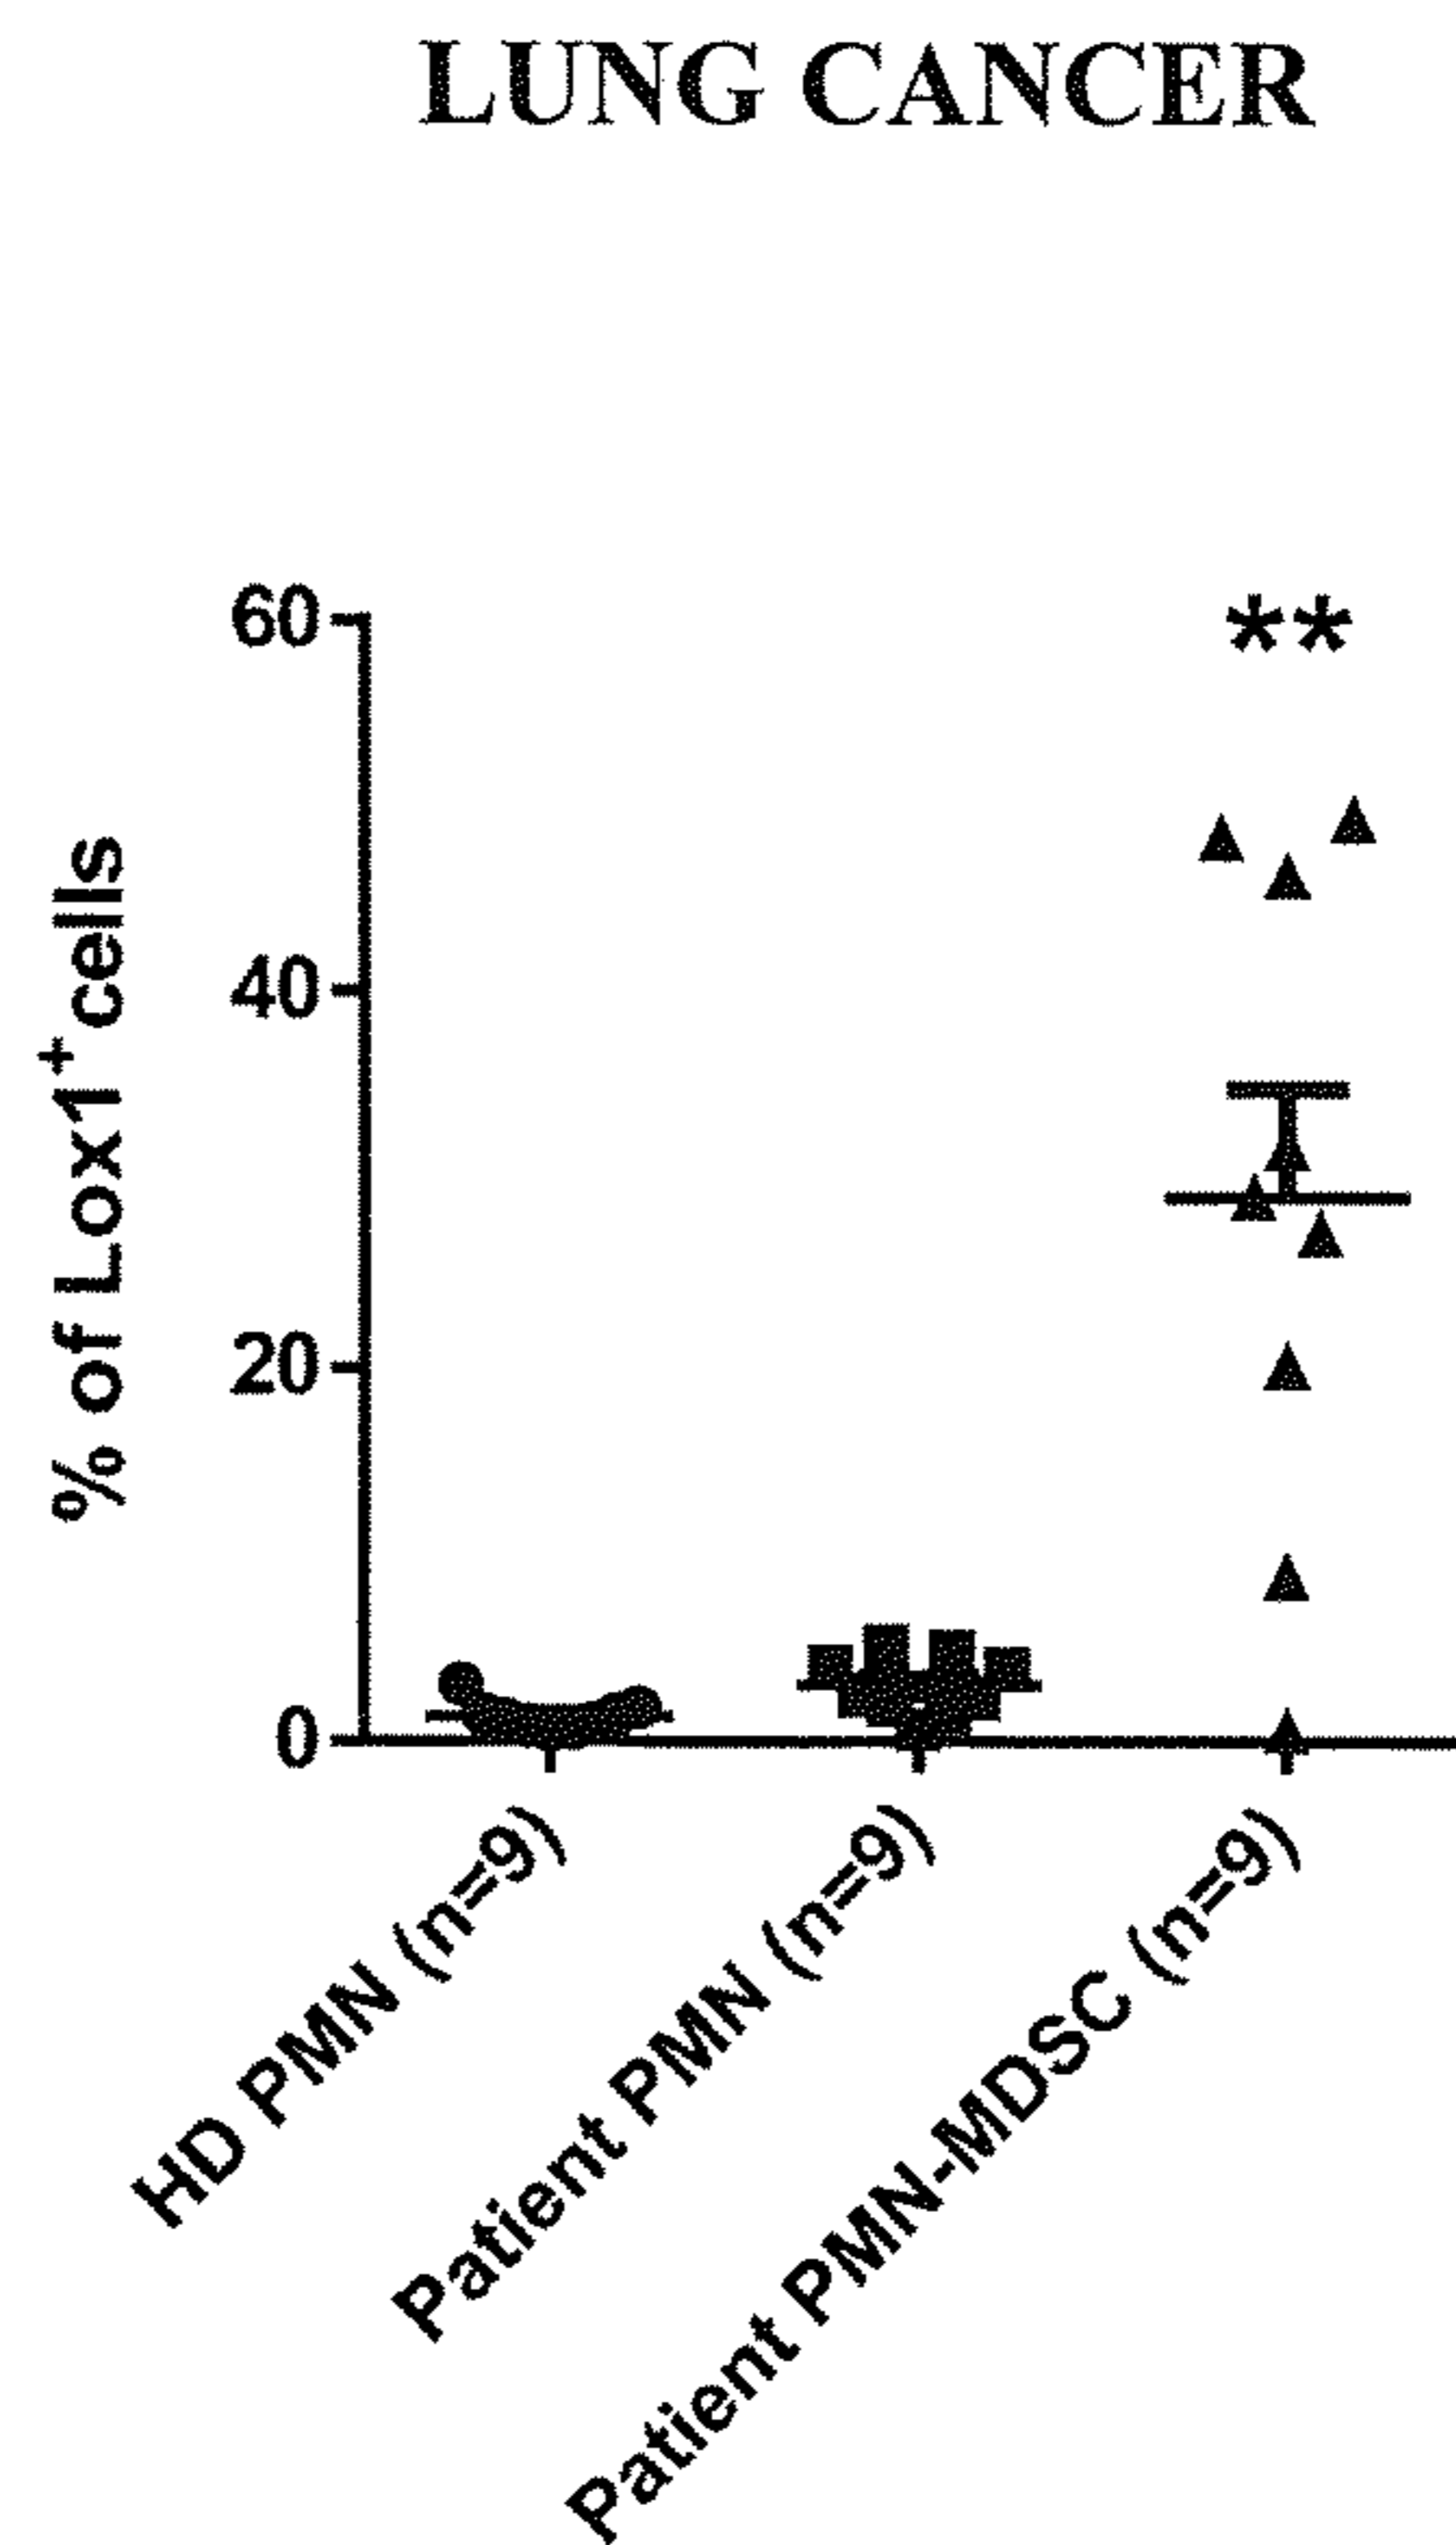 LUNG CANCER
**
% of Lox1⁺cells
60
40
20
0
HD PMN (n=9)
Patient PMN (n=9)
Patient PMN-MDSC (n=9)